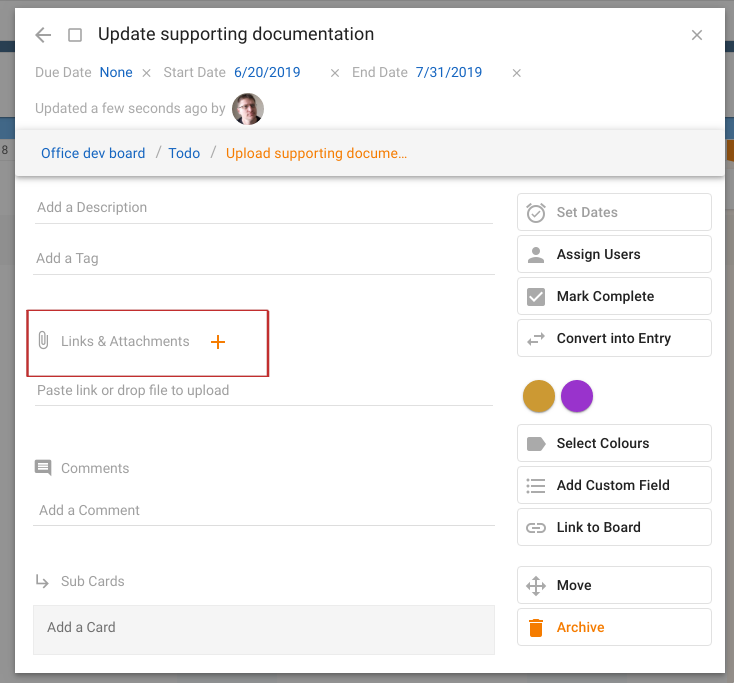 Update supporting documentation
Due Date None Start Date 6/20/2019 End Date 7/31/2019
Updated a few seconds ago by
8
Office dev board / Todo / Upload supporting docume...
Add a Description
Add a Tag
Links & Attachments
Paste link or drop file to upload
Comments
Add a Comment
Sub Cards
Add a Card
Set Dates
Assign Users
Mark Complete
Convert into Entry
Select Colours
Add Custom Field
Link to Board
Move
Archive